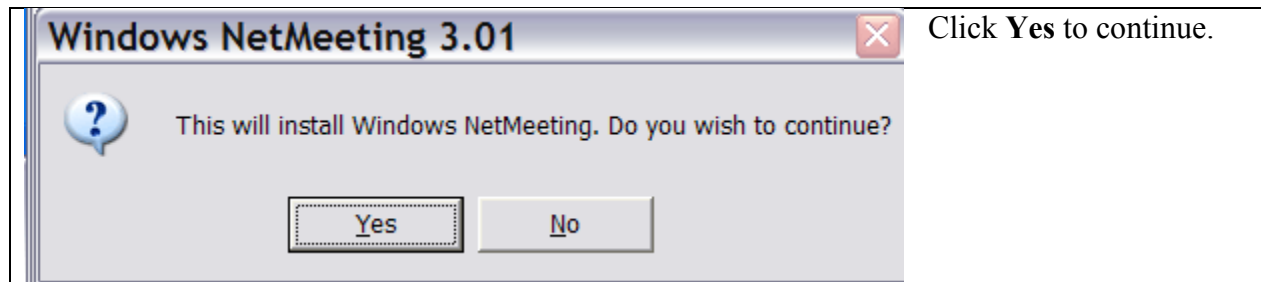 Windows NetMeeting 3.01
Click Yes to continue.
This will install Windows NetMeeting. Do you wish to continue?
Yes
No